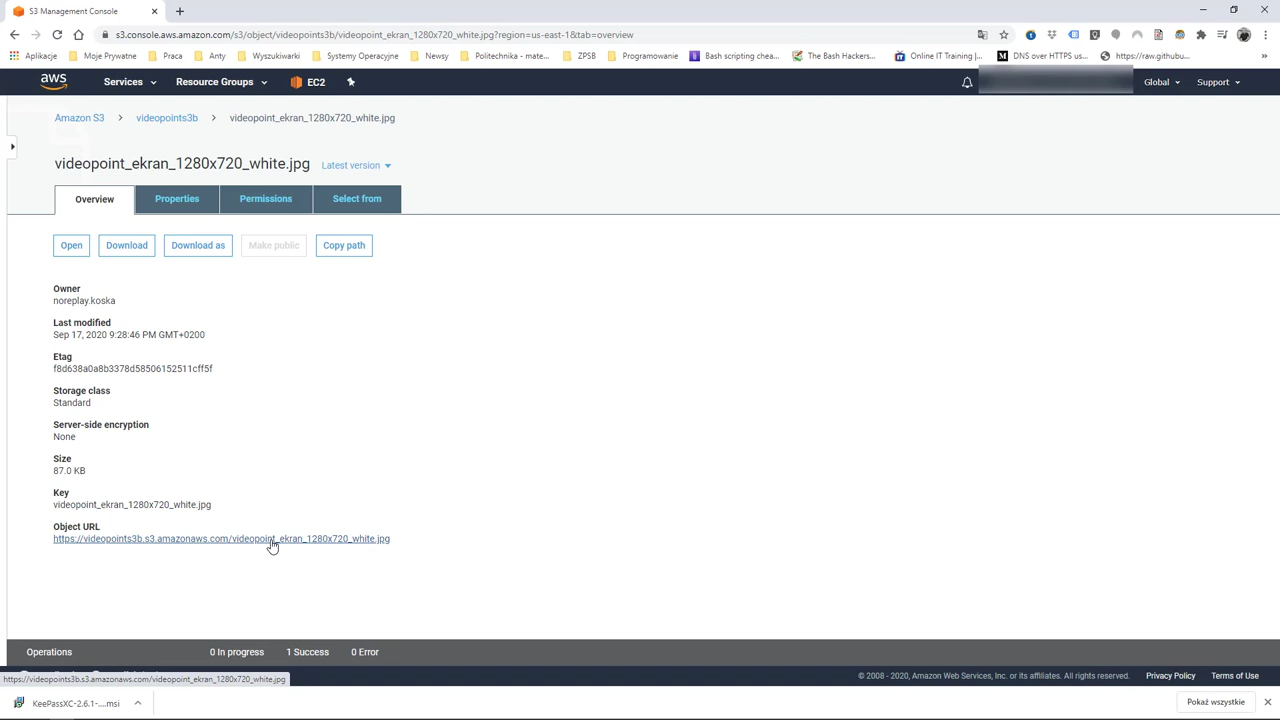 S3 Management Console
s3.console.aws.amazon.com/s3/object/videopoints3b/videopoint_ekran_1280x720_white.jpg?region=us-east-1&tab=overview
Aplikacje Moje Prywatne Praca Anty Wyszukiwarki Systemy Operacyjne Newsy Politechnika - mate... ZPSB Programowanie Bash scripting chea... The Bash Hackers... Online IT Training |... DNS over HTTPS us... https://raw.githubu... »
aws Services Resource Groups EC2 Global Support
Amazon S3 videopoints3b videopoint_ekran_1280x720_white.jpg
videopoint_ekran_1280x720_white.jpg Latest version
Overview Properties Permissions Select from
Open Download Download as Make public Copy path
Owner
noreplay.koska
Last modified
Sep 17, 2020 9:28:46 PM GMT+0200
Etag
f8d638a0a8b3378d58506152511cff5f
Storage class
Standard
Server-side encryption
None
Size
87.0 KB
Key
videopoint_ekran_1280x720_white.jpg
Object URL
https://videopoints3b.s3.amazonaws.com/videopoint_ekran_1280x720_white.jpg
Operations 0 In progress 1 Success 0 Error
© 2008 - 2020, Amazon Web Services, Inc. or its affiliates. All rights reserved. Privacy Policy Terms of Use
https://videopoints3b.s3.amazonaws.com/videopoint_ekran_1280x720_white.jpg
KeePassXC-2.6.1-....msi Pokaż wszystkie